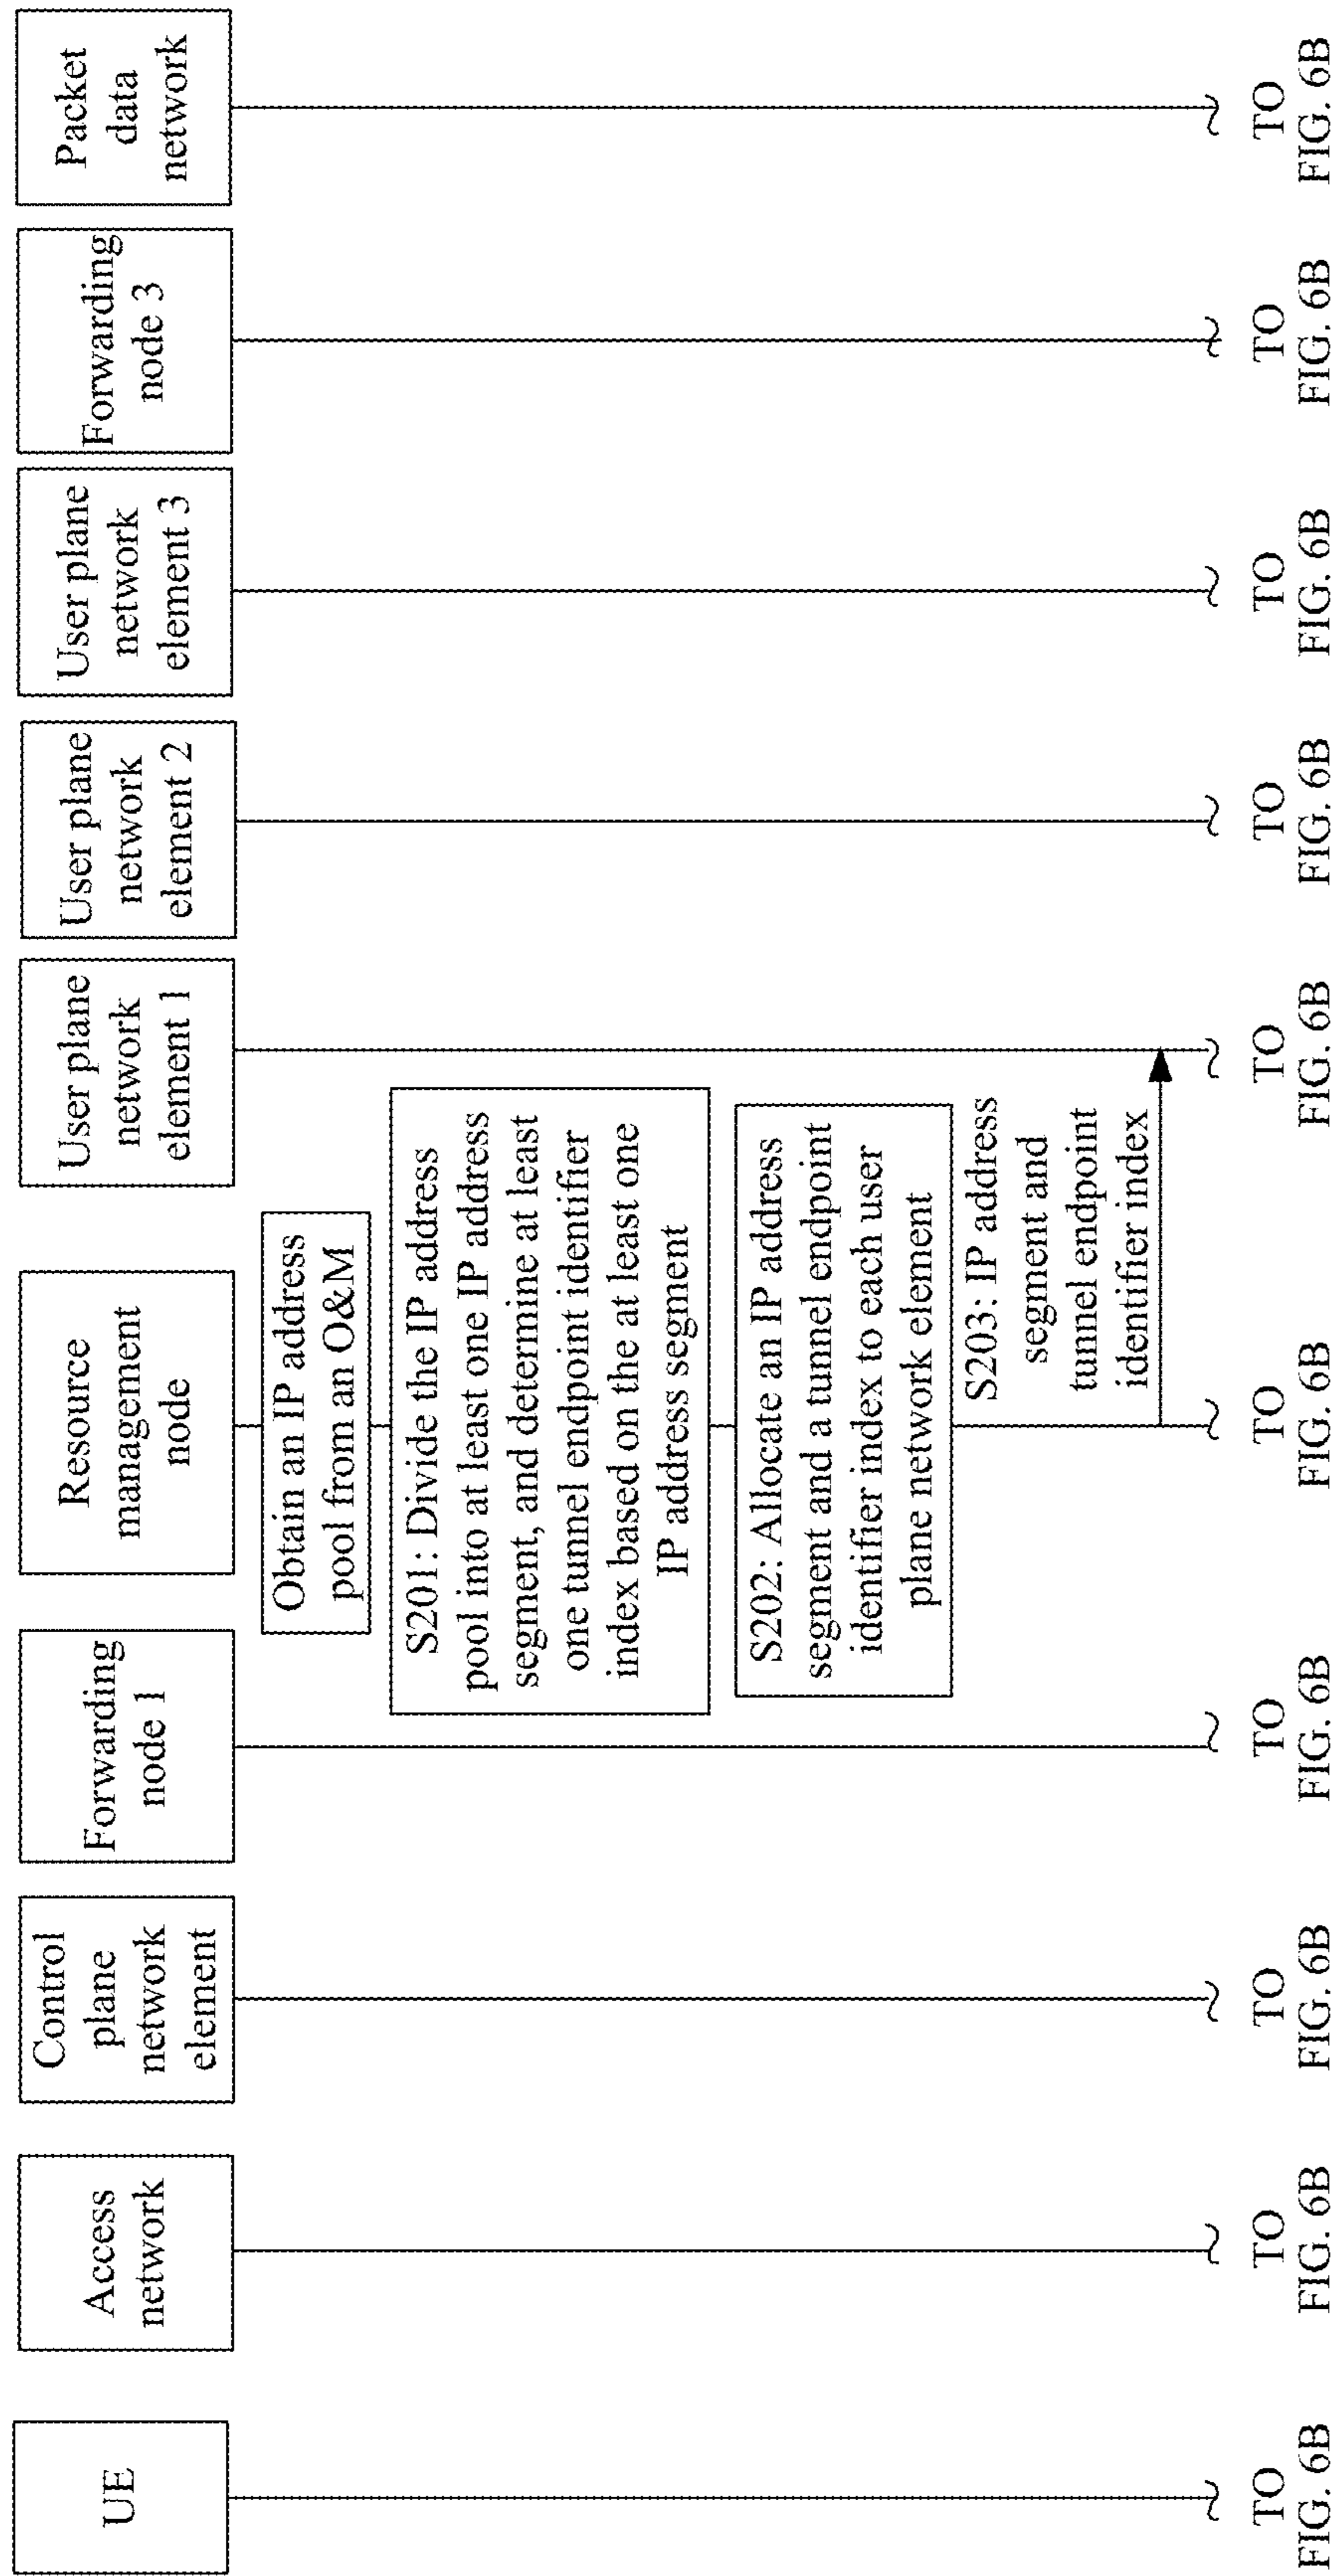 UE
Access
network
Control
plane
network
element
Forwarding
node 1
Resource
management
node
User plane
network
element 1
User plane
network
element 2
User plane
network
element 3
Forwarding
node 3
Packet
data
network
Obtain an IP address
pool from an O&M
S201: Divide the IP address
pool into at least one IP address
segment, and determine at least
one tunnel endpoint identifier
index based on the at least one
IP address segment
S202: Allocate an IP address
segment and a tunnel endpoint
identifier index to each user
plane network element
S203: IP address
segment and
tunnel endpoint
identifier index
TO
FIG. 6B
TO
FIG. 6B
TO
FIG. 6B
TO
FIG. 6B
TO
FIG. 6B
TO
FIG. 6B
TO
FIG. 6B
TO
FIG. 6B
TO
FIG. 6B
TO
FIG. 6B